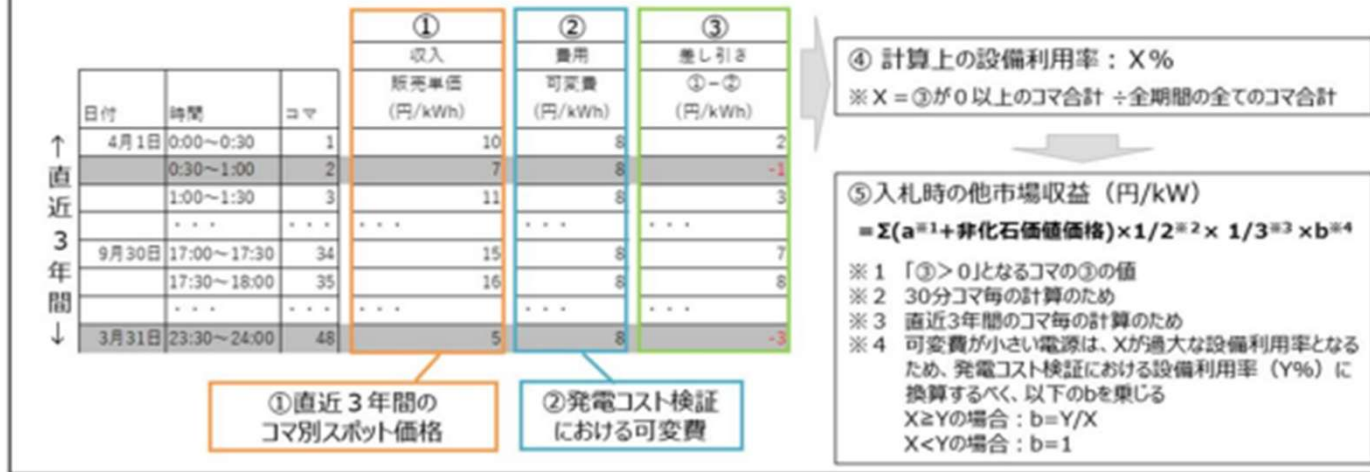 ① ② ③
収入 費用 差し引き
販売単価 可変費 ①-②
日付 時間 コマ (円/kWh) (円/kWh) (円/kWh)
4月1日 0:00～0:30 1 10 8 2
0:30～1:00 2 7 8 -1
1:00～1:30 3 11 8 3
・・・ ・・・ ・・・ ・・・
9月30日 17:00～17:30 34 15 8 7
17:30～18:00 35 16 8 8
・・・ ・・・ ・・・ ・・・
3月31日 23:30～24:00 48 5 8 -3
↑直近3年間↓
①直近3年間の
コマ別スポット価格
②発電コスト検証
における可変費
④ 計算上の設備利用率：X%
※X=③が0以上のコマ合計÷全期間の全てのコマ合計
⑤入札時の他市場収益（円/kW）
=Σ(a※1+非化石価値価格)×1/2※2× 1/3※3 ×b※4
※1 「③>0」となるコマの③の値
※2 30分コマ毎の計算のため
※3 直近3年間のコマ毎の計算のため
※4 可変費が小さい電源は、Xが過大な設備利用率となる
ため、発電コスト検証における設備利用率（Y%）に
換算するべく、以下のbを乗じる
X≥Yの場合：b=Y/X
X<Yの場合：b=1